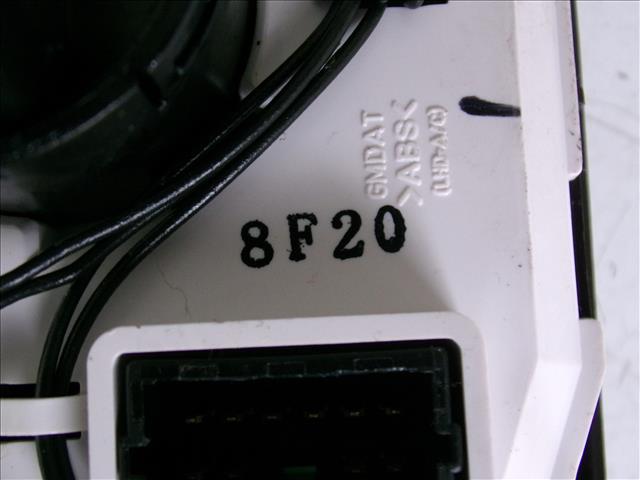 GMDAT
>ABS<
(LHD-A/C)
8F20